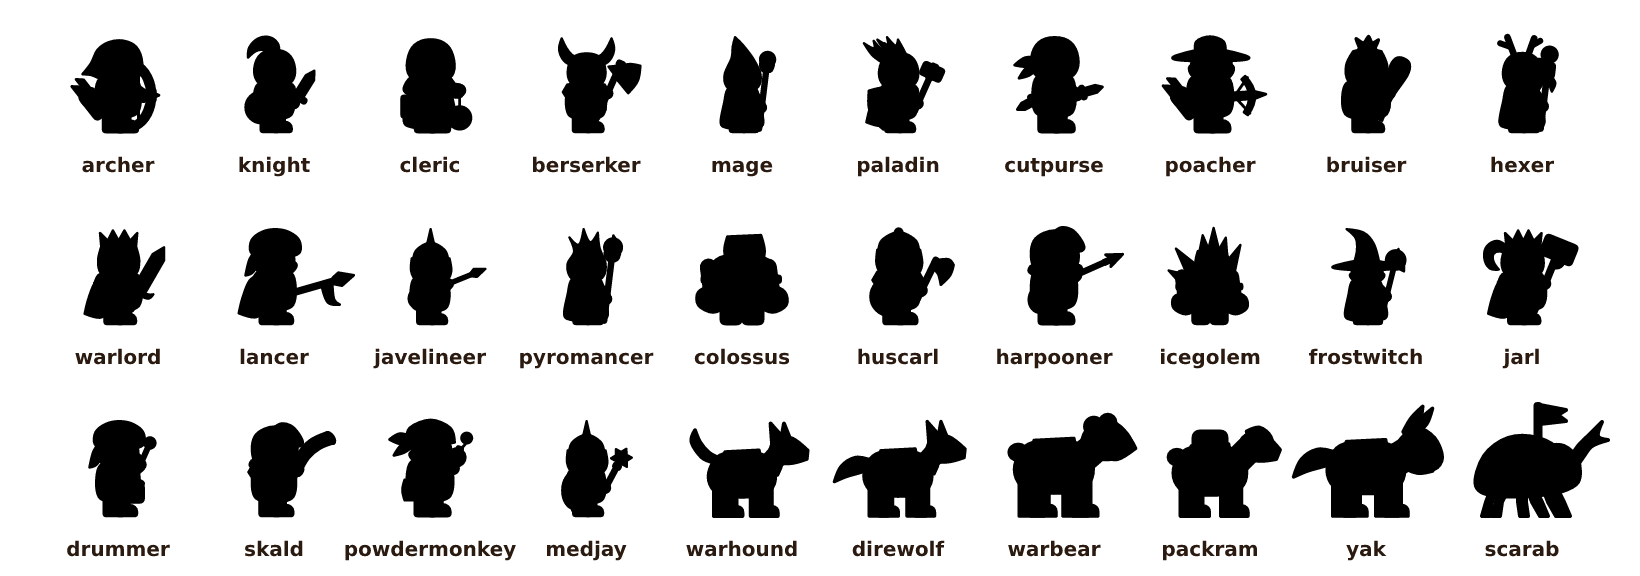 archer knight cleric berserker mage paladin cutpurse poacher bruiser hexer
warlord lancer javelineer pyromancer colossus huscarl harpooner icegolem frostwitch jarl
drummer skald powdermonkey medjay warhound direwolf warbear packram yak scarab